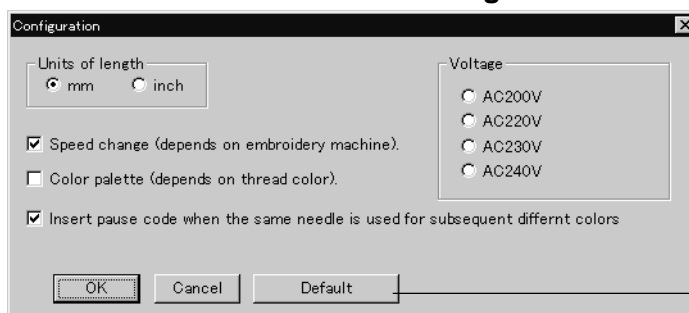 Configuration
Units of length
mm inch
Voltage
AC200V
AC220V
AC230V
AC240V
Speed change (depends on embroidery machine).
Color palette (depends on thread color).
Insert pause code when the same needle is used for subsequent differnt colors
OK Cancel Default